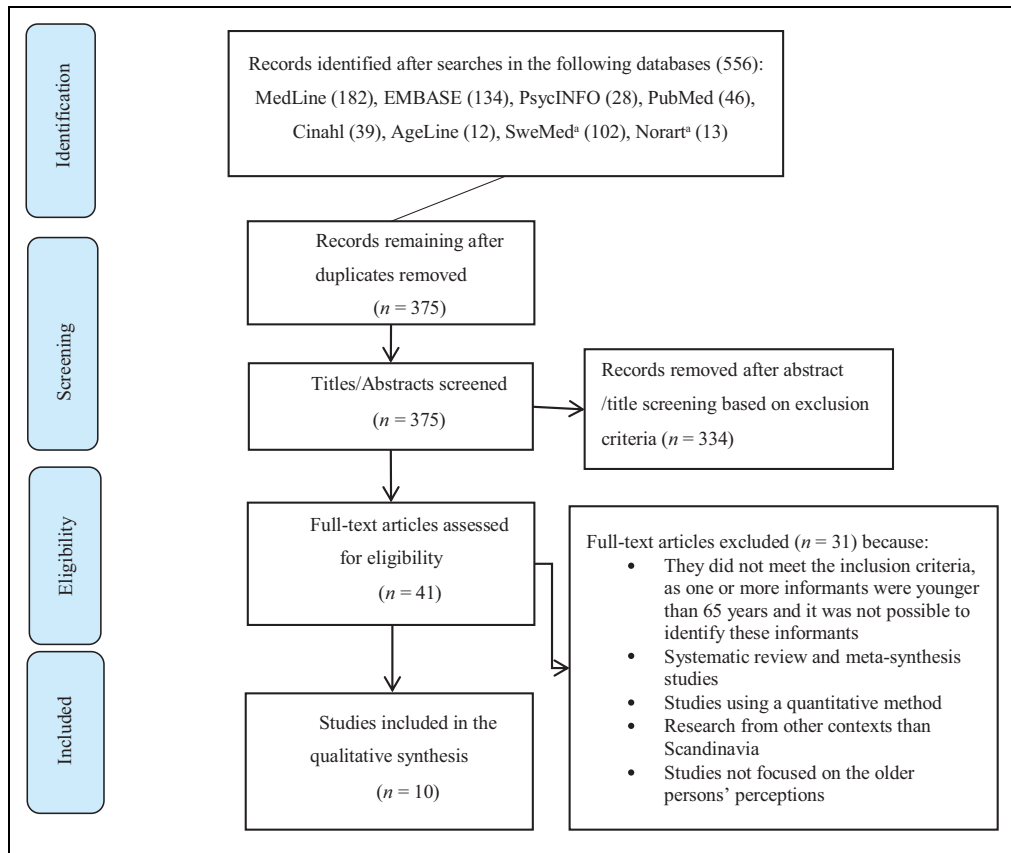 Identification
Records identified after searches in the following databases (556):
MedLine (182), EMBASE (134), PsycINFO (28), PubMed (46),
Cinahl (39), AgeLine (12), SweMedᵃ (102), Norartᵃ (13)
Screening
Records remaining after
duplicates removed
(n = 375)
Titles/Abstracts screened
(n = 375)
Records removed after abstract
/title screening based on exclusion
criteria (n = 334)
Eligibility
Full-text articles assessed
for eligibility
(n = 41)
Full-text articles excluded (n = 31) because:
• They did not meet the inclusion criteria,
as one or more informants were younger
than 65 years and it was not possible to
identify these informants
• Systematic review and meta-synthesis
studies
• Studies using a quantitative method
• Research from other contexts than
Scandinavia
• Studies not focused on the older
persons’ perceptions
Included
Studies included in the
qualitative synthesis
(n = 10)